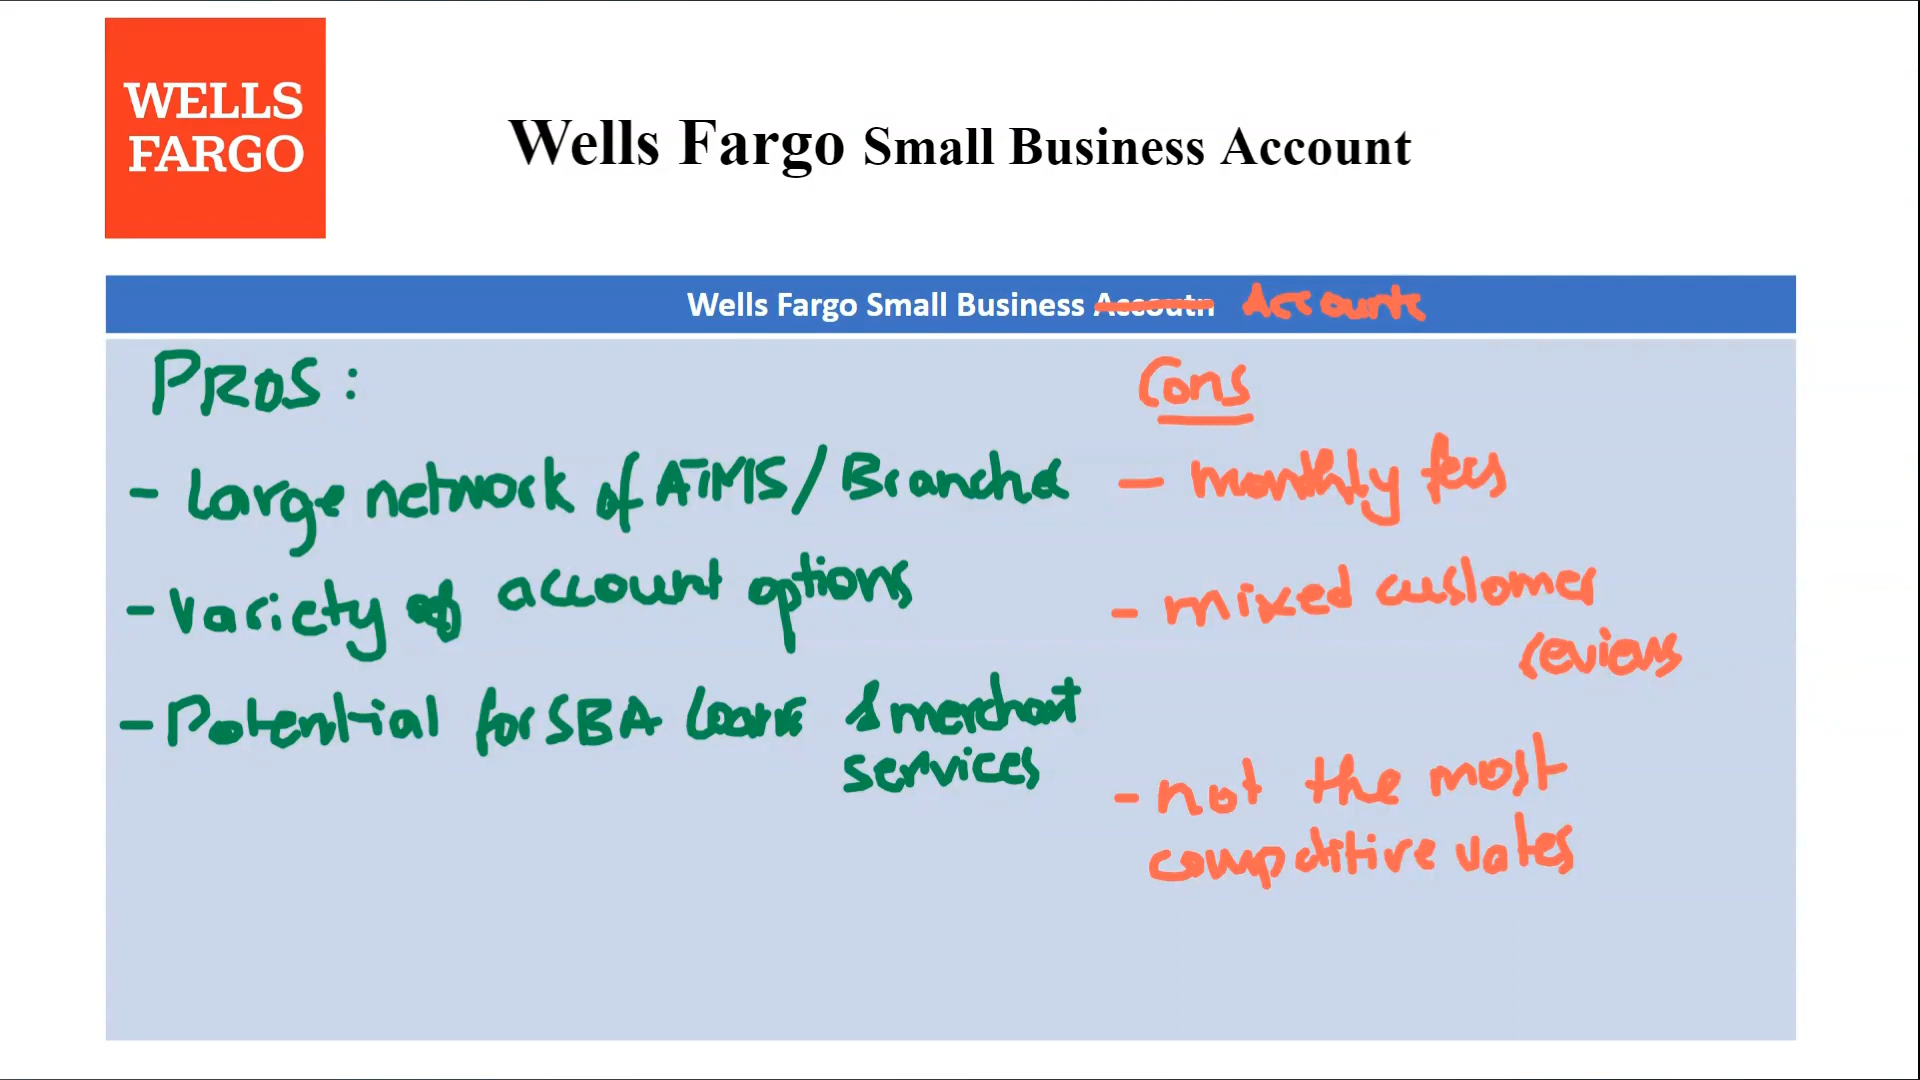 WELLS
FARGO
Wells Fargo Small Business Account
Wells Fargo Small Business Accoutn Accounts
PROS:
- Large network of ATMS/Branches
- Variety of account options
- Potential for SBA loans & merchant
services
Cons
- monthly fees
- mixed customer
reviews
- not the most
competitive rates